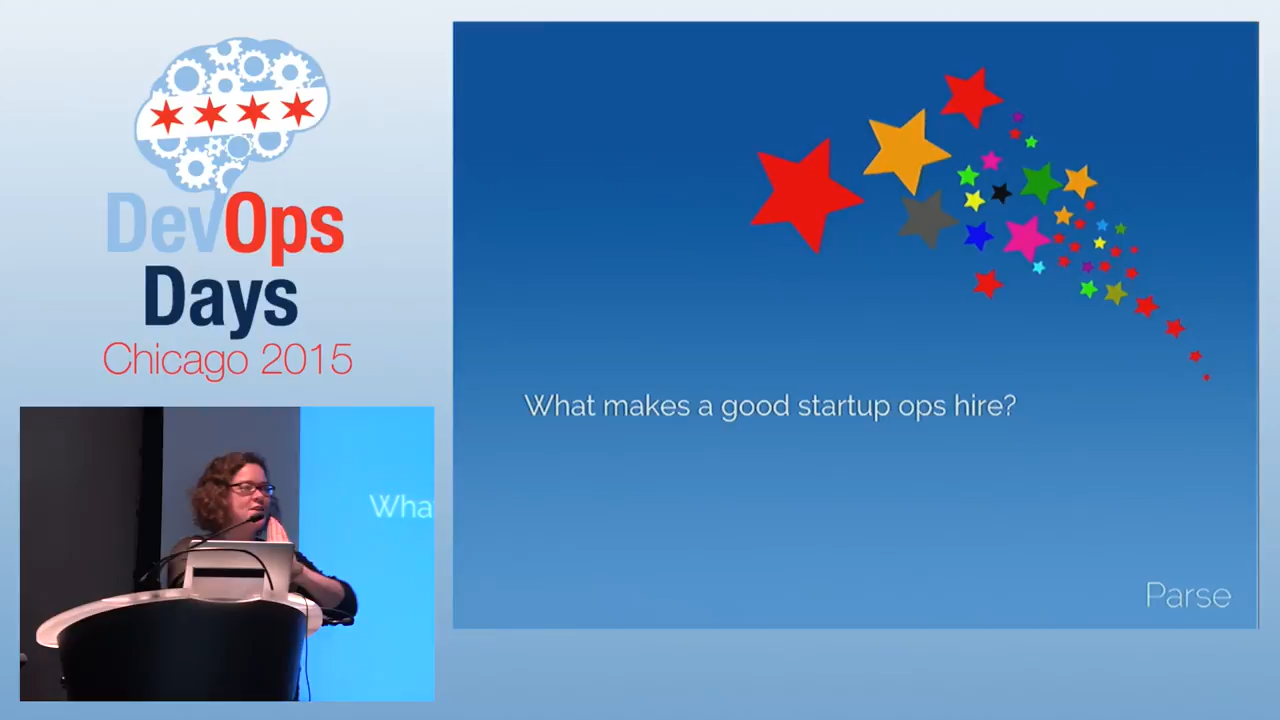 DevOps
Days
Chicago 2015
What makes a good startup ops hire?
Parse
Wha